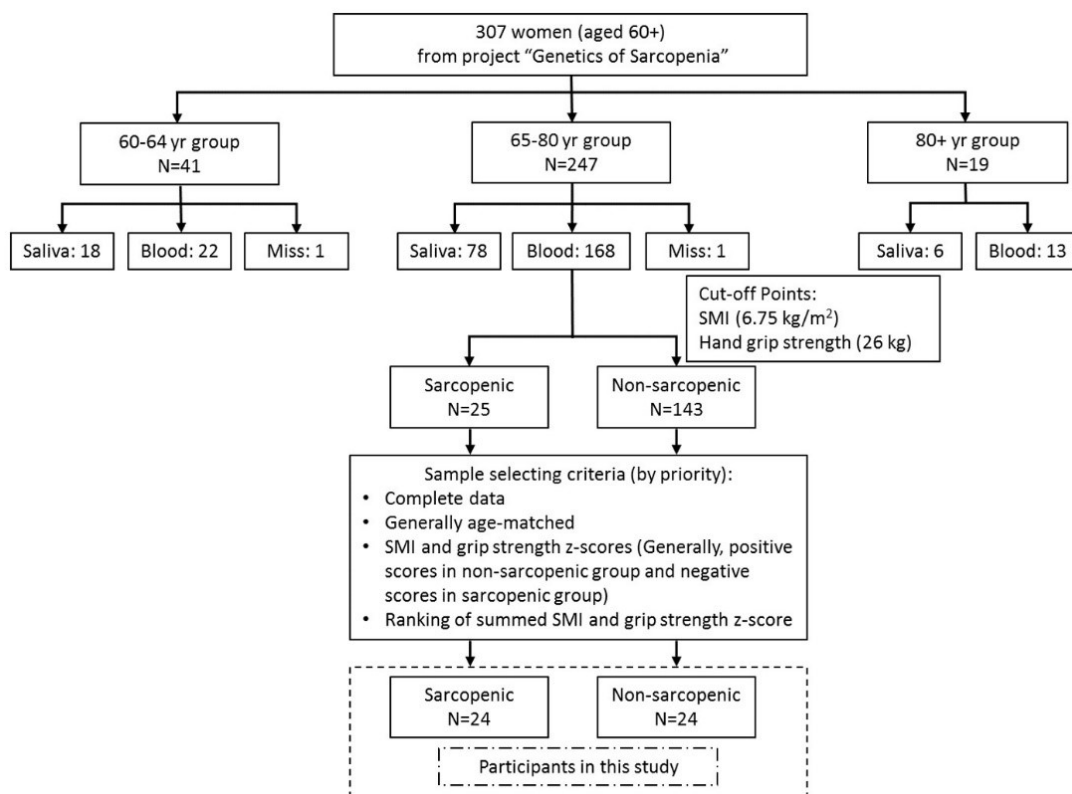 307 women (aged 60+)
from project “Genetics of Sarcopenia”
60-64 yr group
N=41
65-80 yr group
N=247
80+ yr group
N=19
Saliva: 18
Blood: 22
Miss: 1
Saliva: 78
Blood: 168
Miss: 1
Saliva: 6
Blood: 13
Cut-off Points:
SMI (6.75 kg/m²)
Hand grip strength (26 kg)
Sarcopenic
N=25
Non-sarcopenic
N=143
Sample selecting criteria (by priority):
• Complete data
• Generally age-matched
• SMI and grip strength z-scores (Generally, positive
scores in non-sarcopenic group and negative
scores in sarcopenic group)
• Ranking of summed SMI and grip strength z-score
Sarcopenic
N=24
Non-sarcopenic
N=24
Participants in this study